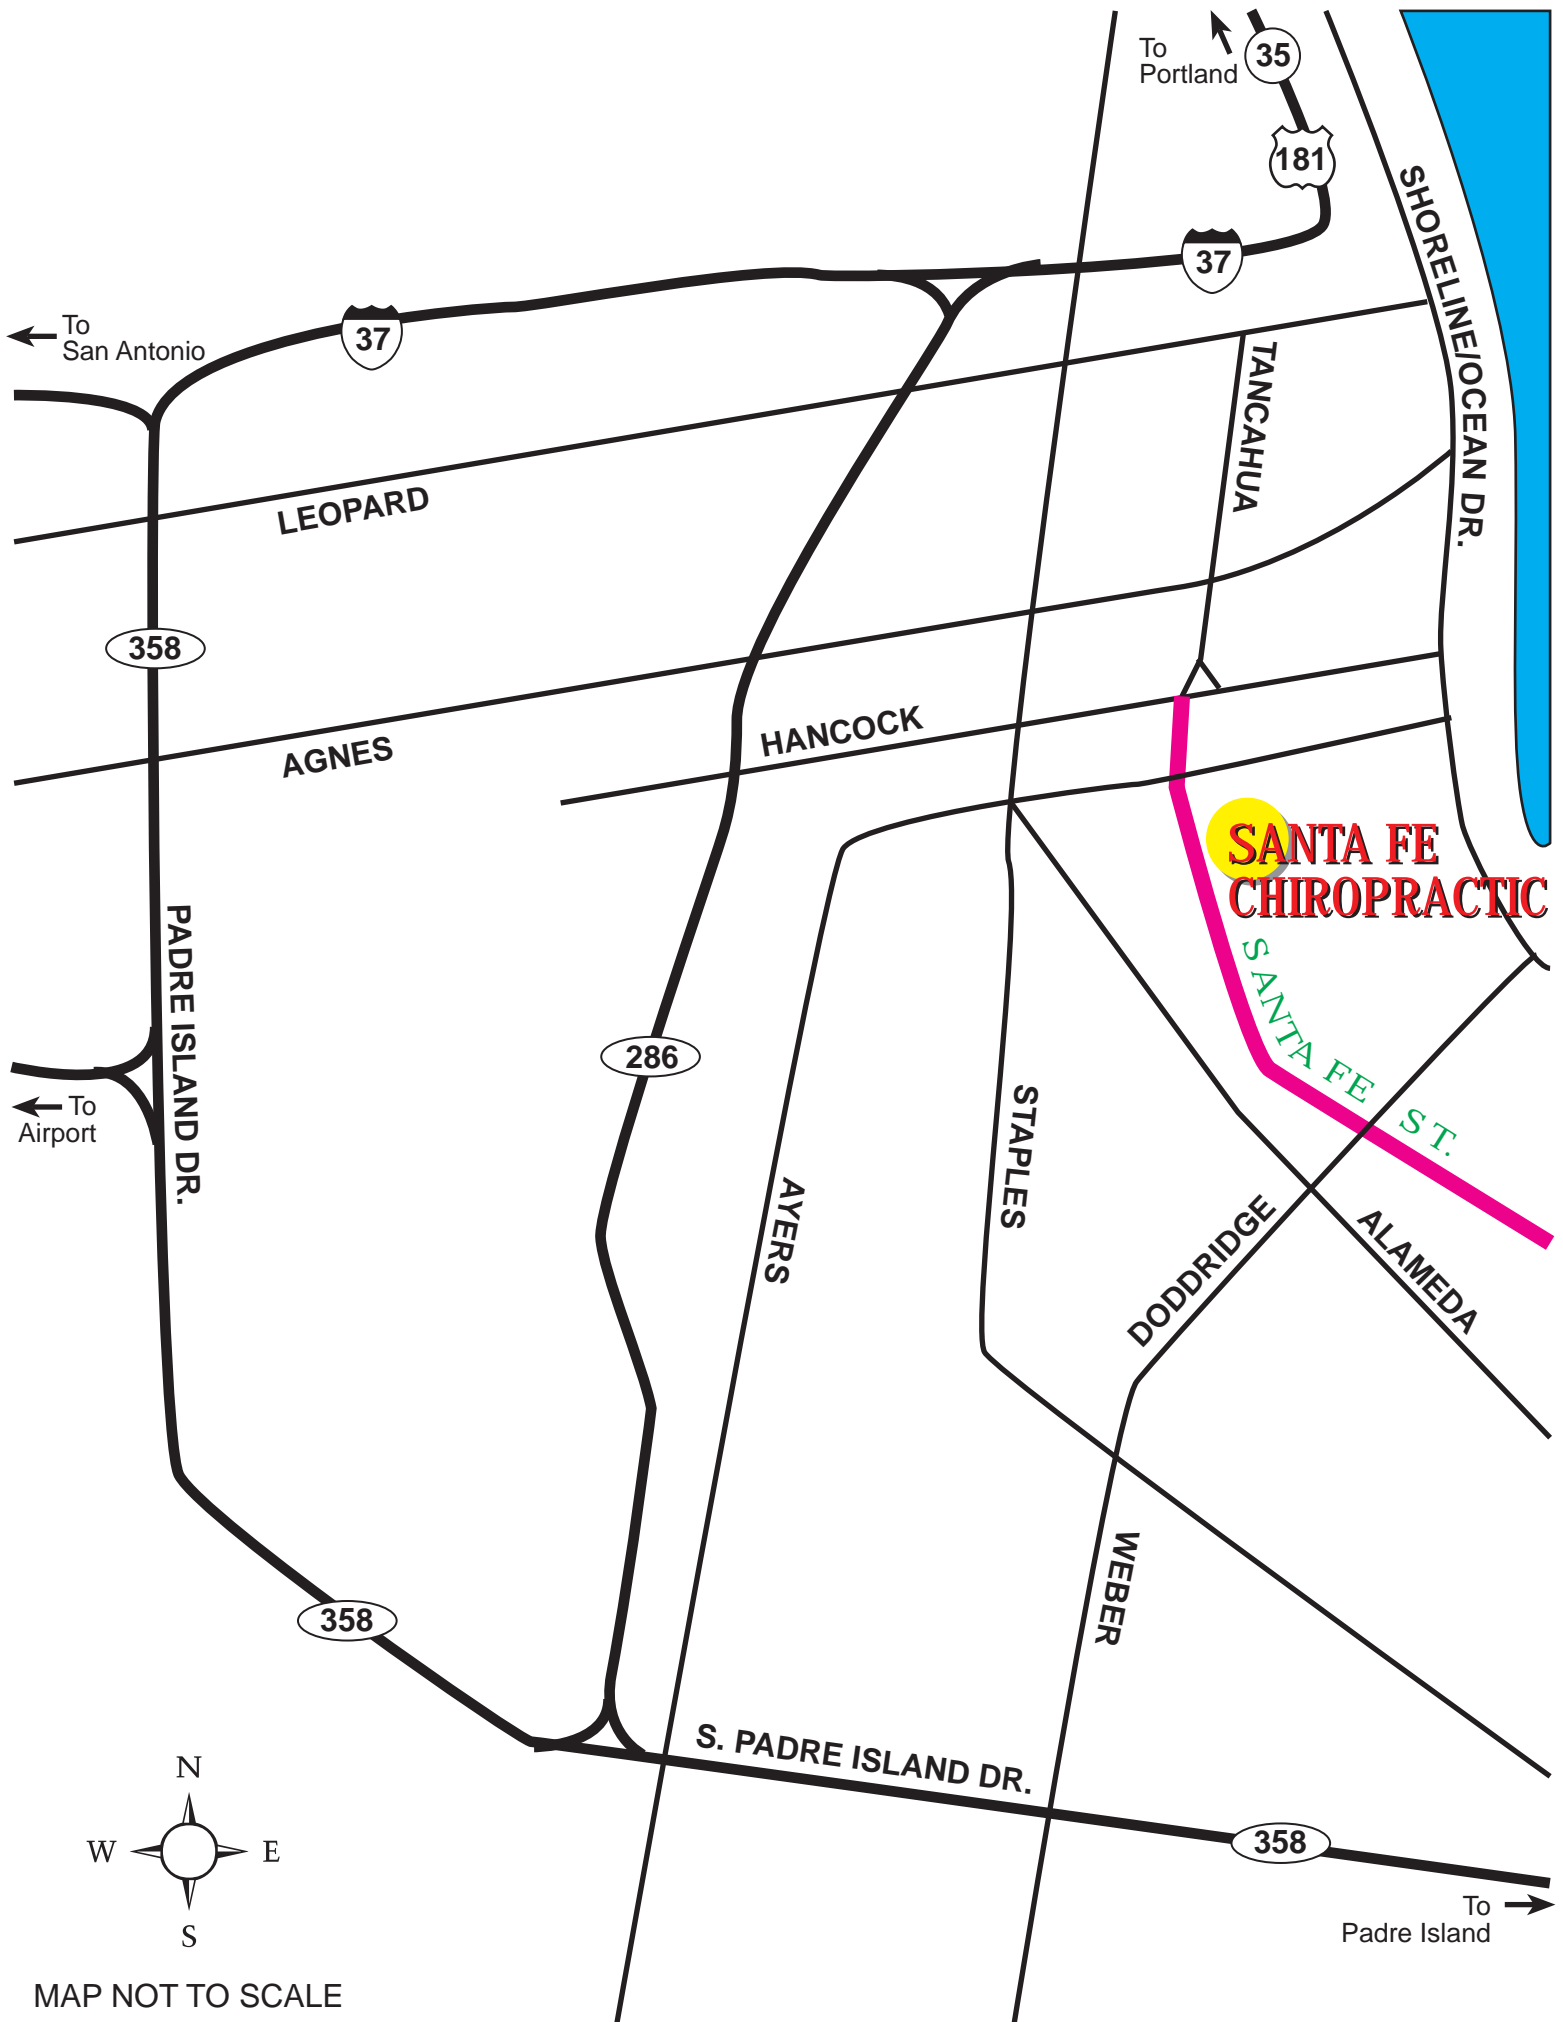 To
Portland
35
181
SHORELINE/OCEAN DR.
37
To
San Antonio
37
TANCAHUA
LEOPARD
358
HANCOCK
AGNES
SANTA FE
CHIROPRACTIC
PADRE ISLAND DR.
SANTA FE ST.
286
To
Airport
STAPLES
AYERS
DODDRIDGE
ALAMEDA
WEBER
358
S. PADRE ISLAND DR.
358
N
W E
S
To
Padre Island
MAP NOT TO SCALE